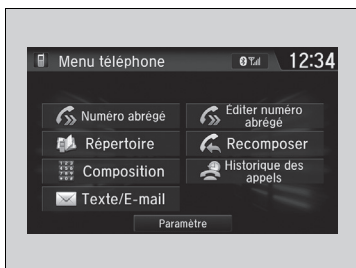 Menu téléphone
12:34
Numéro abrégé
Éditer numéro
abrégé
Répertoire
Recomposer
Composition
Historique des
appels
Texte/E-mail
Paramètre